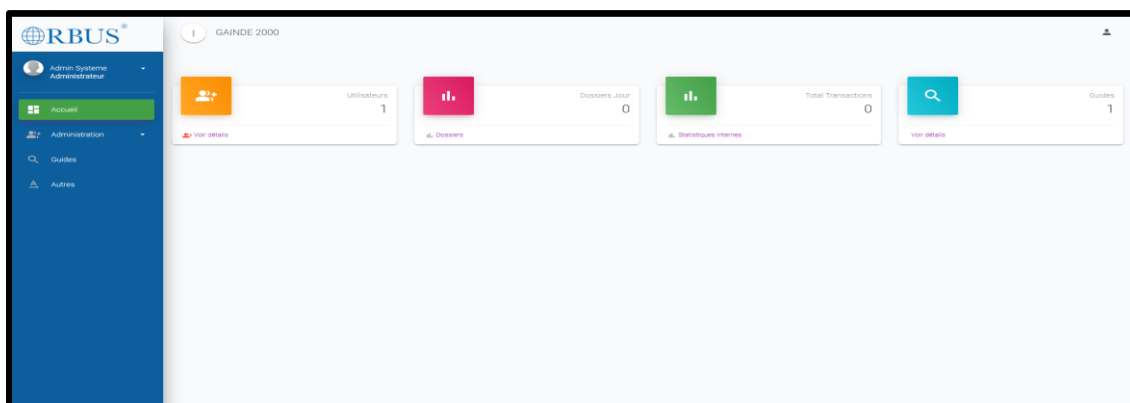 ORBUS®
GAINDE 2000
Admin Systeme
Administrateur
Accueil
Administration
Guides
Autres
Utilisateurs
1
Voir détails
Dossiers Jour
0
Dossiers
Total Transactions
0
Statistiques internes
Guides
1
Voir détails